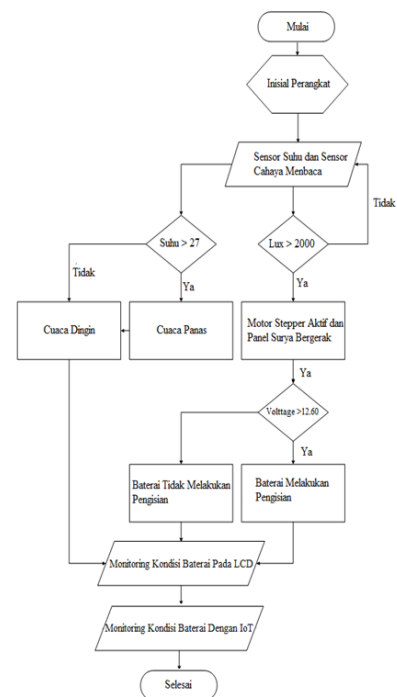 Mulai
Inisial Perangkat
Sensor Suhu dan Sensor
Cahaya Menbaca
Tidak
Suhu > 27
Lux > 2000
Tidak
Ya
Ya
Cuaca Dingin
Cuaca Panas
Motor Stepper Aktif dan
Panel Surya Bergerak
Ya
Volttage >12.60
Ya
Baterai Tidak Melakukan
Pengisian
Baterai Melakukan
Pengisian
Monitoring Kondisi Baterai Pada LCD
Monitoring Kondisi Baterai Dengan IoT
Selesai